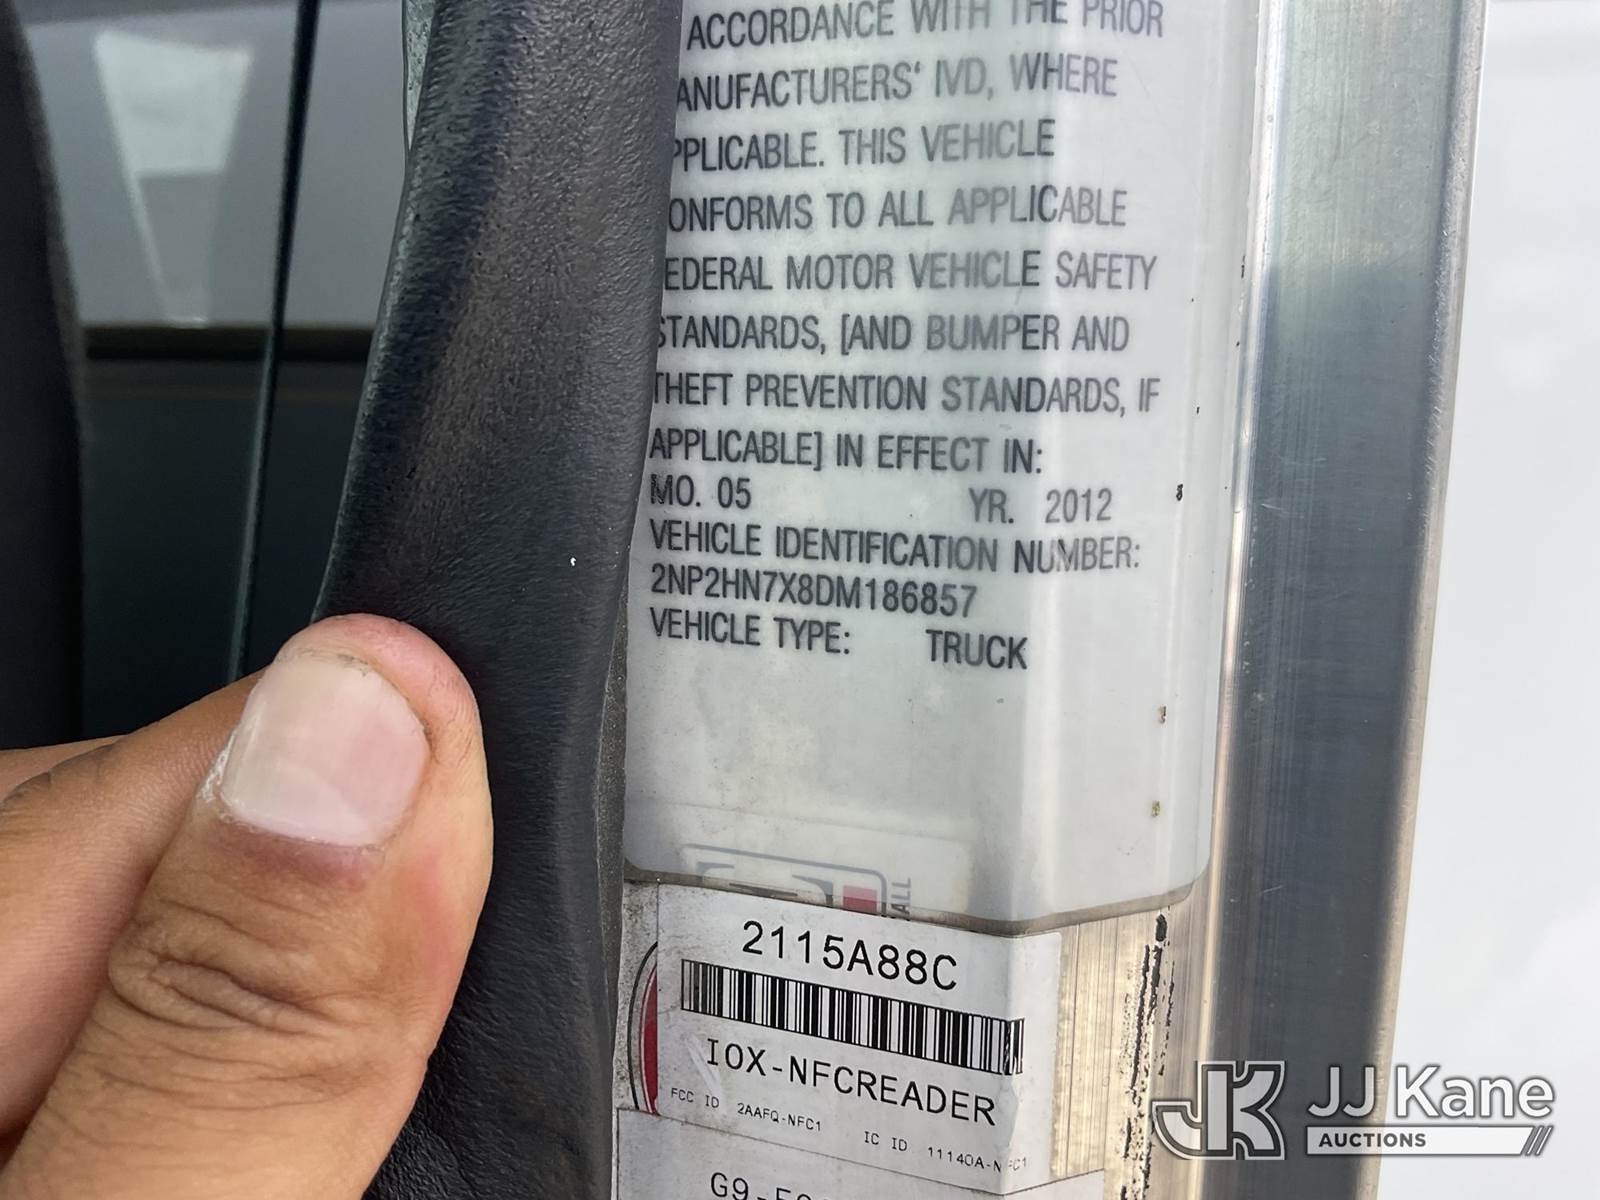 ACCORDANCE WITH THE PRIOR
ANUFACTURERS' IVD, WHERE
PPLICABLE. THIS VEHICLE
ONFORMS TO ALL APPLICABLE
EDERAL MOTOR VEHICLE SAFETY
STANDARDS, [AND BUMPER AND
THEFT PREVENTION STANDARDS, IF
APPLICABLE] IN EFFECT IN:
MO. 05 YR. 2012
VEHICLE IDENTIFICATION NUMBER:
2NP2HN7X8DM186857
VEHICLE TYPE: TRUCK
ALL
2115A88C
IOX-NFCREADER
FCC ID 2AAFQ-NFC1 IC ID 11140A-NFC1
JK JJ Kane
AUCTIONS